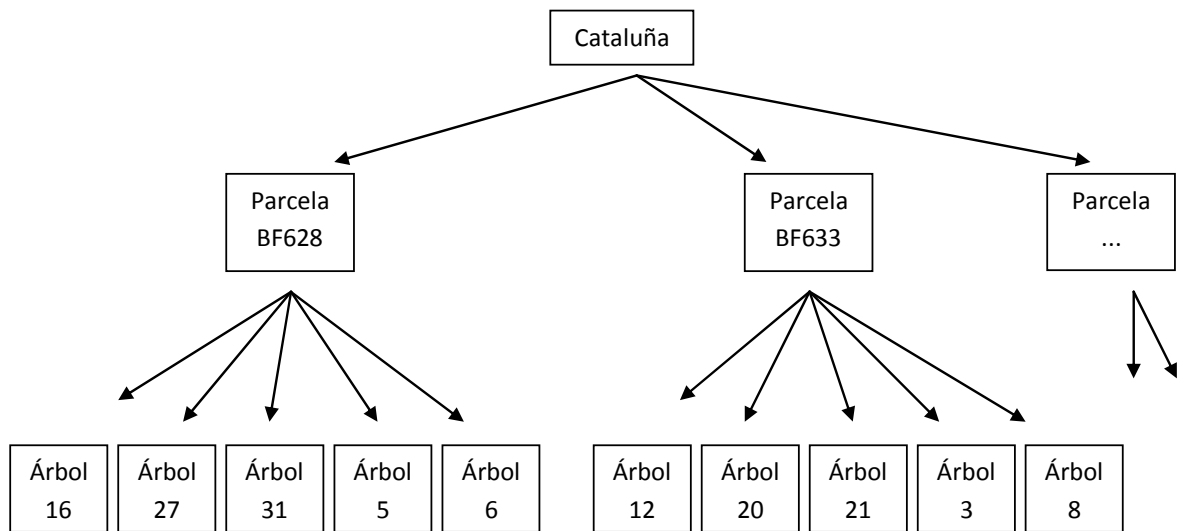 Cataluña
Parcela
BF628
Parcela
BF633
Parcela
...
Árbol
16
Árbol
27
Árbol
31
Árbol
5
Árbol
6
Árbol
12
Árbol
20
Árbol
21
Árbol
3
Árbol
8